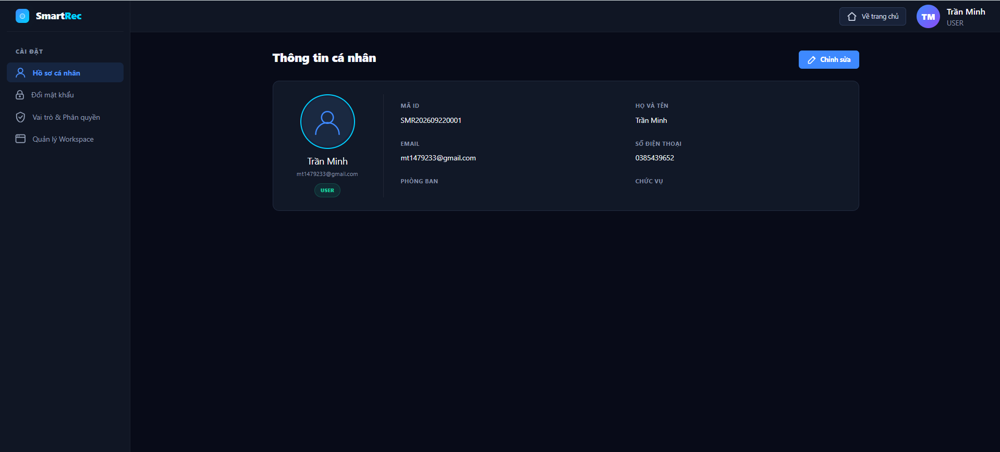 SmartRec
Về trang chủ
TM
Trần Minh
USER
CÀI ĐẶT
Hồ sơ cá nhân
Đổi mật khẩu
Vai trò & Phân quyền
Quản lý Workspace
Thông tin cá nhân
Chỉnh sửa
Trần Minh
mt1479233@gmail.com
USER
MÃ ID
SMR202609220001
HỌ VÀ TÊN
Trần Minh
EMAIL
mt1479233@gmail.com
SỐ ĐIỆN THOẠI
0385439652
PHÒNG BAN
CHỨC VỤ